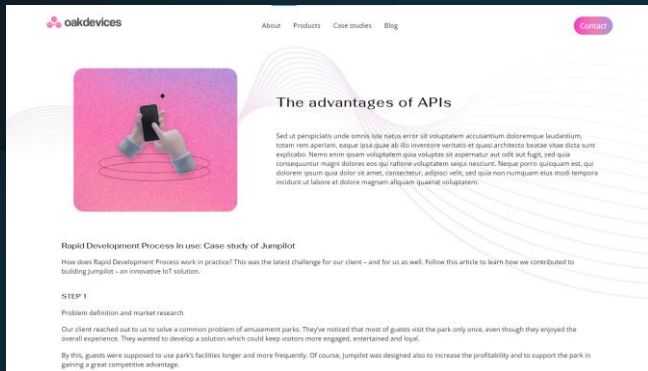 oakdevices
About Products Case studies Blog
Contact
The advantages of APIs
Sed ut perspiciatis unde omnis iste natus error sit voluptatem accusantium doloremque laudantium,
totam rem aperiam, eaque ipsa quae ab illo inventore veritatis et quasi architecto beatae vitae dicta sunt
explicabo. Nemo enim ipsam voluptatem quia voluptas sit aspernatur aut odit aut fugit, sed quia
consequuntur magni dolores eos qui ratione voluptatem sequi nesciunt. Neque porro quisquam est, qui
dolorem ipsum quia dolor sit amet, consectetur, adipisci velit, sed quia non numquam eius modi tempora
incidunt ut labore et dolore magnam aliquam quaerat voluptatem.
Rapid Development Process in use: Case study of Jumpilot
How does Rapid Development Process work in practice? This was the latest challenge for our client – and for us as well. Follow this article to learn how we contributed to
building Jumpilot – an innovative IoT solution.
STEP 1
Problem definition and market research
Our client reached out to us to solve a common problem of amusement parks. They've noticed that most of guests visit the park only once, even though they enjoyed the
overall experience. They wanted to develop a solution which could keep visitors more engaged, entertained and loyal.
By this, guests were supposed to use park's facilities longer and more frequently. Of course, Jumpilot was designed also to increase the profitability and to support the park in
gaining a great competitive advantage.